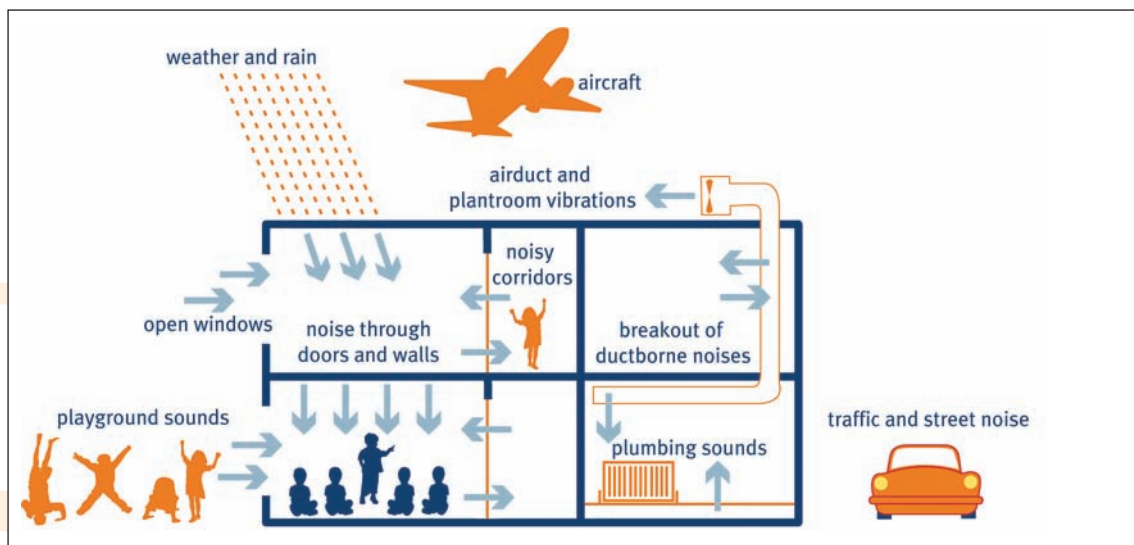 weather and rain
aircraft
airduct and
plantroom vibrations
noisy
corridors
open windows
noise through
doors and walls
breakout of
ductborne noises
playground sounds
plumbing sounds
traffic and street noise